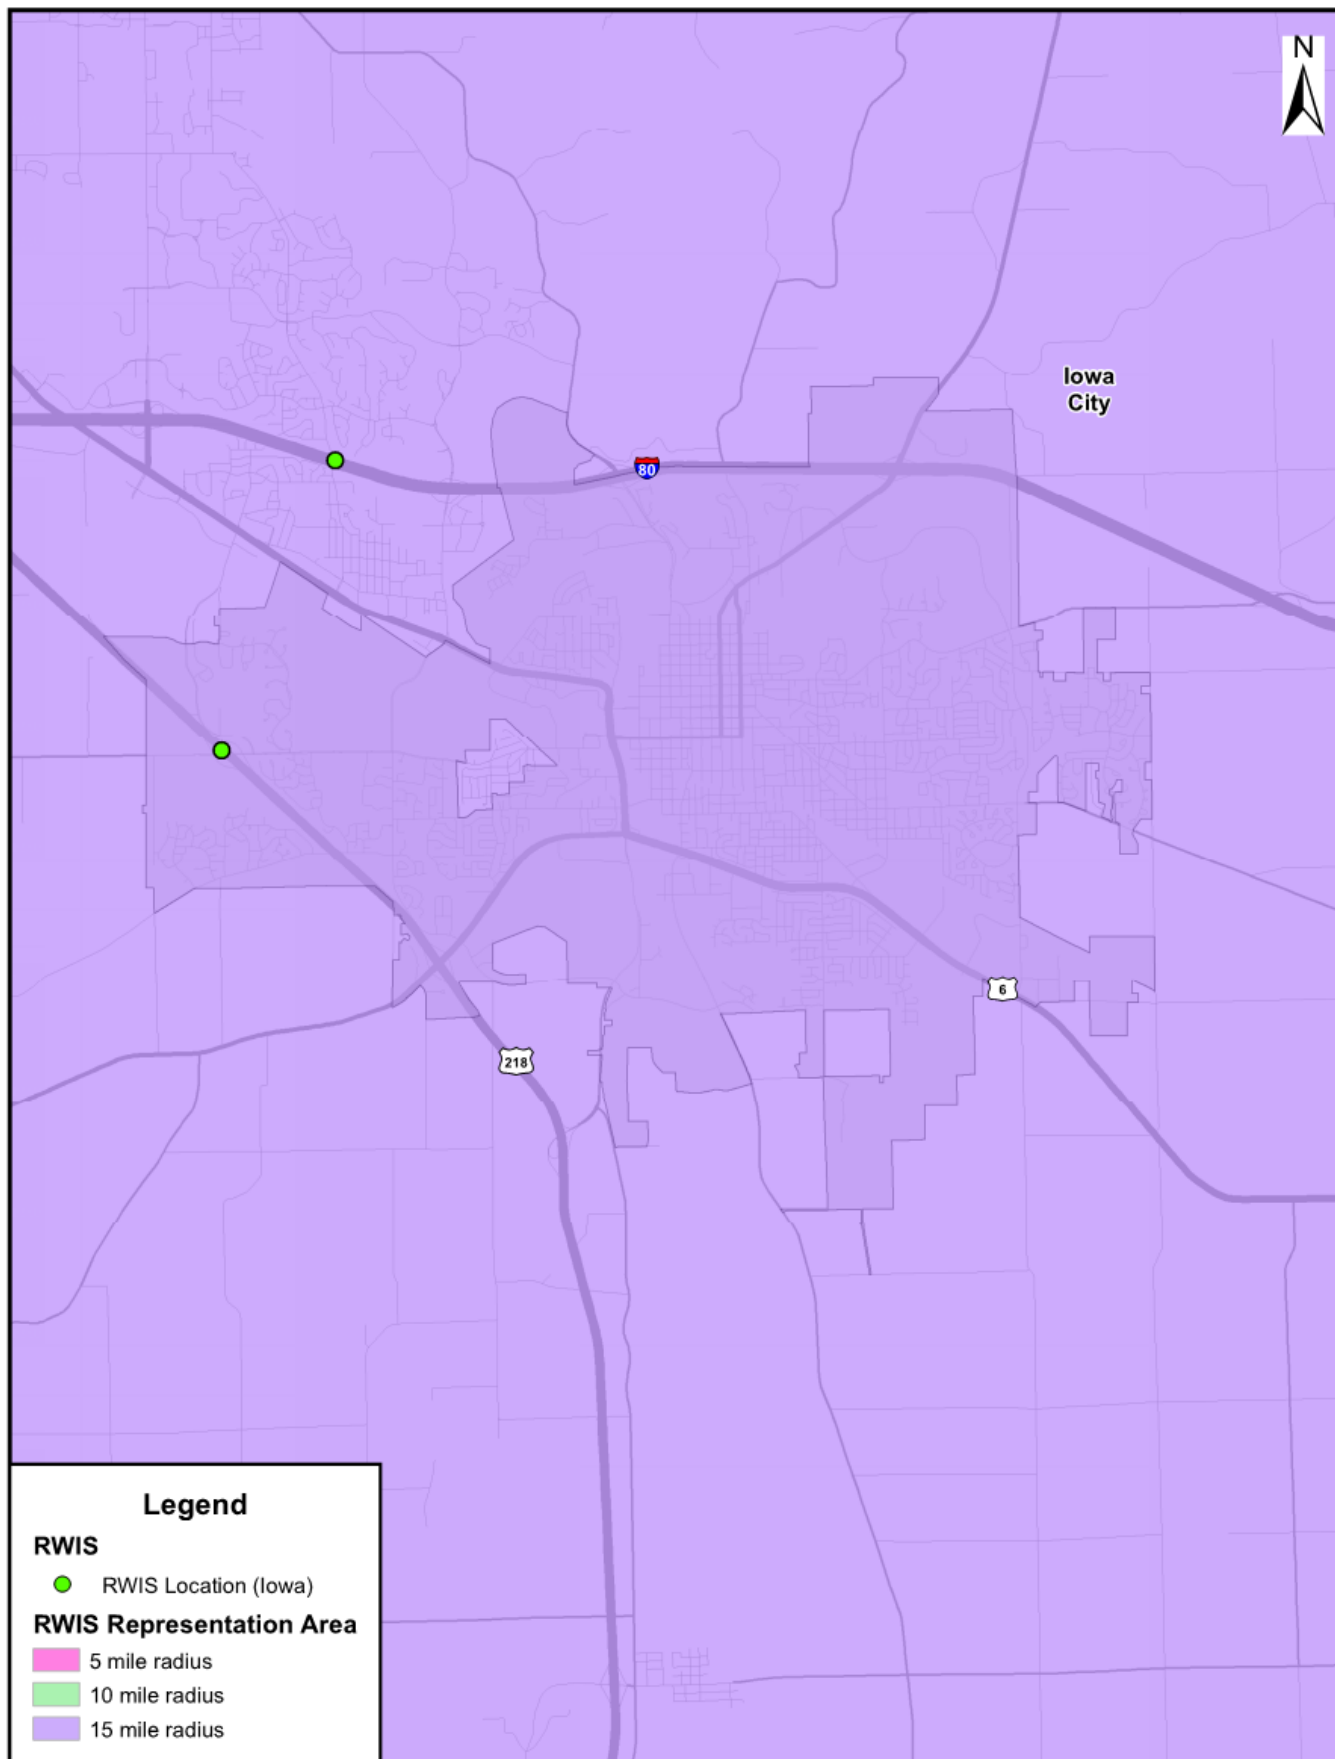 N
Iowa
City
80
6
218
Legend
RWIS
RWIS Location (Iowa)
RWIS Representation Area
5 mile radius
10 mile radius
15 mile radius